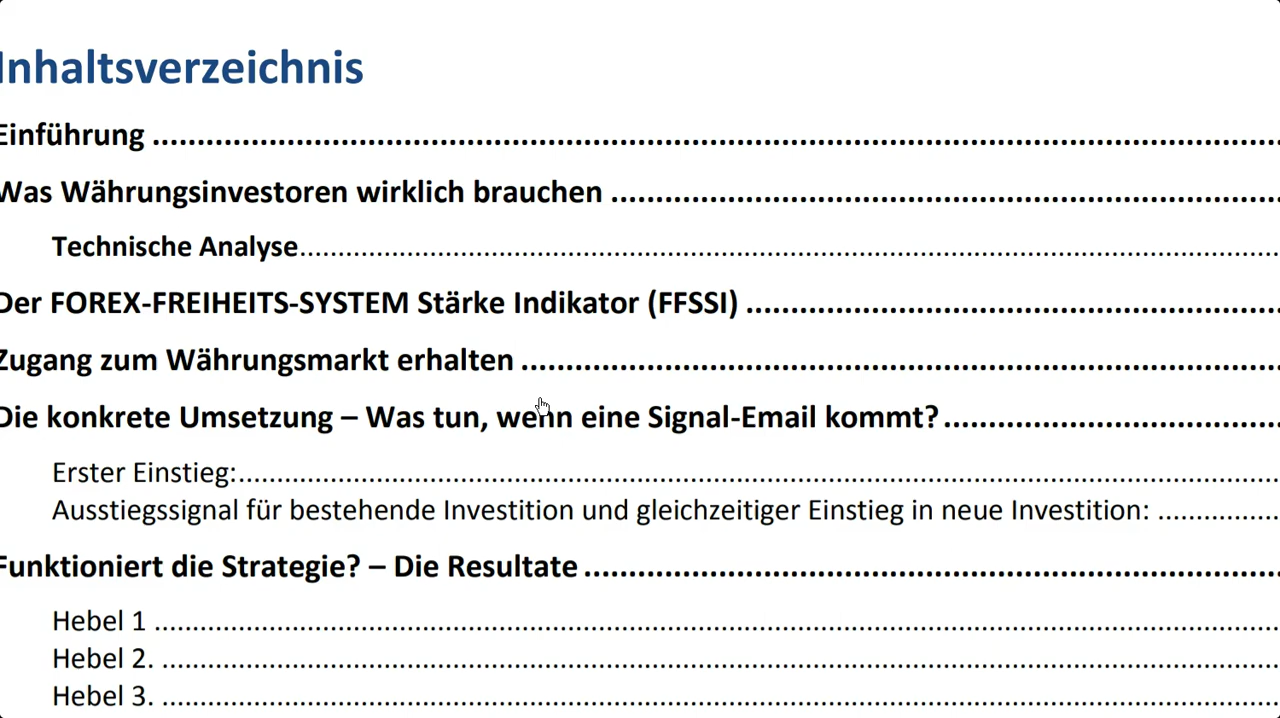 Inhaltsverzeichnis
Einführung ................................................................................
Was Währungsinvestoren wirklich brauchen ................................................
Technische Analyse................................................................................
Der FOREX-FREIHEITS-SYSTEM Stärke Indikator (FFSSI) ................................
Zugang zum Währungsmarkt erhalten ................................................
Die konkrete Umsetzung – Was tun, wenn eine Signal-Email kommt?................
Erster Einstieg:................................................................................
Ausstiegssignal für bestehende Investition und gleichzeitiger Einstieg in neue Investition: ................
Funktioniert die Strategie? – Die Resultate ................................................
Hebel 1 ................................................................................
Hebel 2. ................................................................................
Hebel 3. ................................................................................